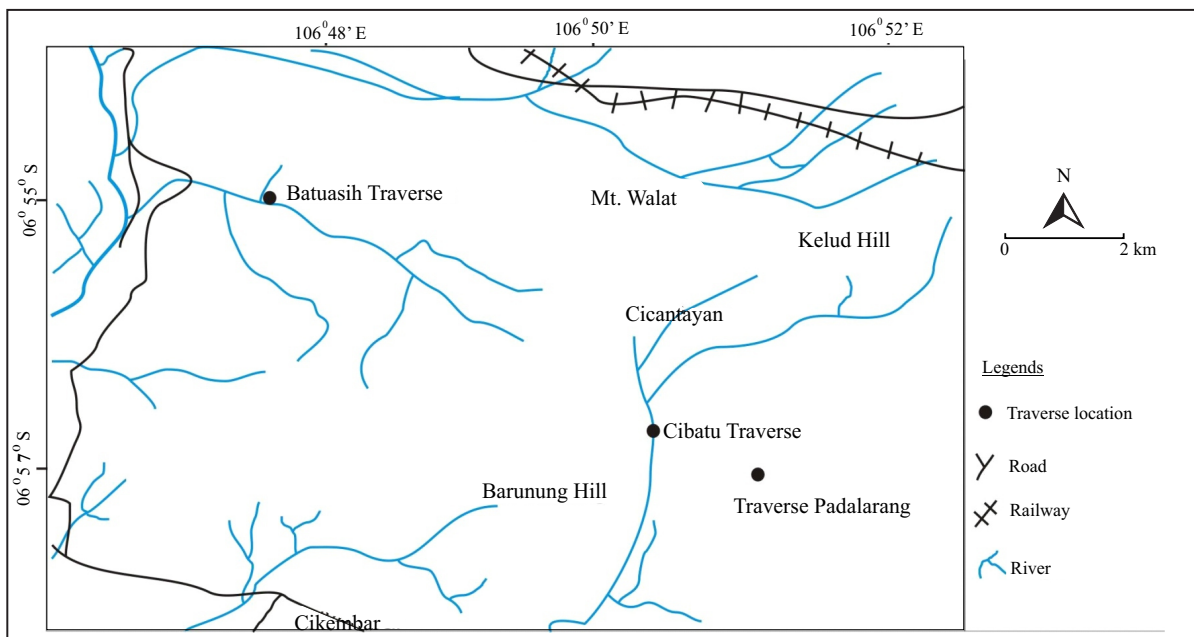 106⁰48' E
106⁰50' E
106⁰52' E
06⁰55⁰ S
Batuasih Traverse
Mt. Walat
Kelud Hill
N
0 2 km
Cicantayan
Legends
Traverse location
Cibatu Traverse
06⁰57⁰ S
Barunung Hill
Traverse Padalarang
Road
Railway
River
Cikembar